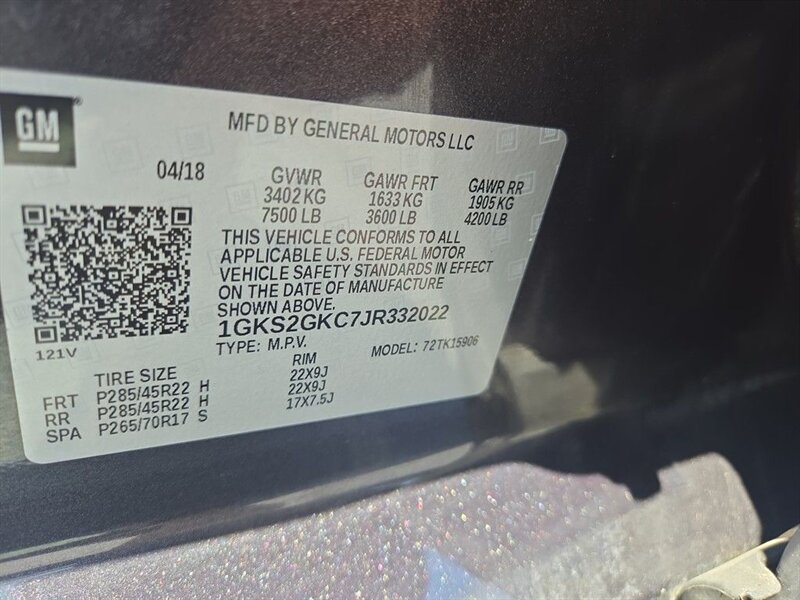 GM
MFD BY GENERAL MOTORS LLC
04/18
GVWR GAWR FRT GAWR RR
3402 KG 1633 KG 1905 KG
7500 LB 3600 LB 4200 LB
THIS VEHICLE CONFORMS TO ALL
APPLICABLE U.S. FEDERAL MOTOR
VEHICLE SAFETY STANDARDS IN EFFECT
ON THE DATE OF MANUFACTURE
SHOWN ABOVE.
1GKS2GKC7JR332022
121V
TYPE: M.P.V. MODEL: 72TK15906
TIRE SIZE RIM
FRT P285/45R22 H 22X9J
RR P285/45R22 H 22X9J
SPA P265/70R17 S 17X7.5J